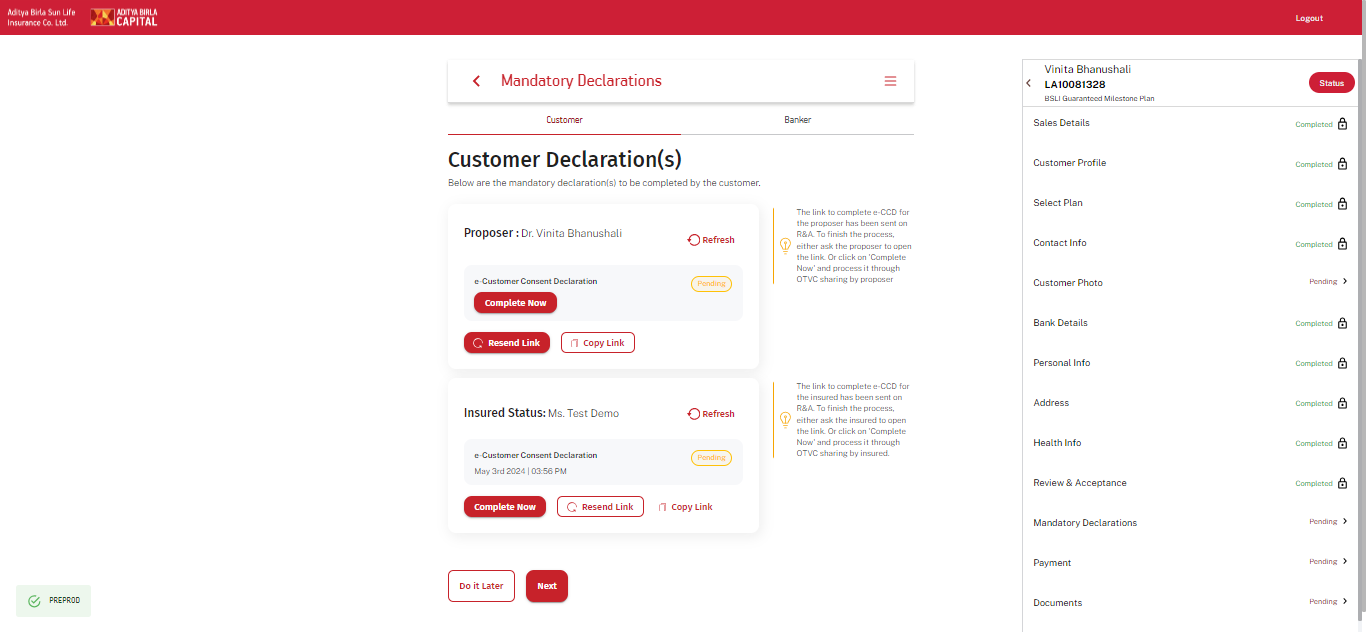 Aditya Birla Sun Life
Insurance Co. Ltd.
ADITYA BIRLA
CAPITAL
Logout
Mandatory Declarations
Customer
Banker
Customer Declaration(s)
Below are the mandatory declaration(s) to be completed by the customer.
Proposer : Dr. Vinita Bhanushali
Refresh
e-Customer Consent Declaration
Pending
Complete Now
Resend Link
Copy Link
The link to complete e-CCD for
the proposer has been sent on
R&A. To finish the process,
either ask the proposer to open
the link. Or click on 'Complete
Now' and process it through
OTVC sharing by proposer
Insured Status: Ms. Test Demo
Refresh
e-Customer Consent Declaration
Pending
May 3rd 2024 | 03:56 PM
Complete Now
Resend Link
Copy Link
The link to complete e-CCD for
the insured has been sent on
R&A. To finish the process,
either ask the insured to open
the link. Or click on 'Complete
Now' and process it through
OTVC sharing by insured.
Do it Later
Next
PREPROD
Vinita Bhanushali
LA10081328
BSLI Guaranteed Milestone Plan
Status
Sales Details
Completed
Customer Profile
Completed
Select Plan
Completed
Contact Info
Completed
Customer Photo
Pending
Bank Details
Completed
Personal Info
Completed
Address
Completed
Health Info
Completed
Review & Acceptance
Completed
Mandatory Declarations
Pending
Payment
Pending
Documents
Pending